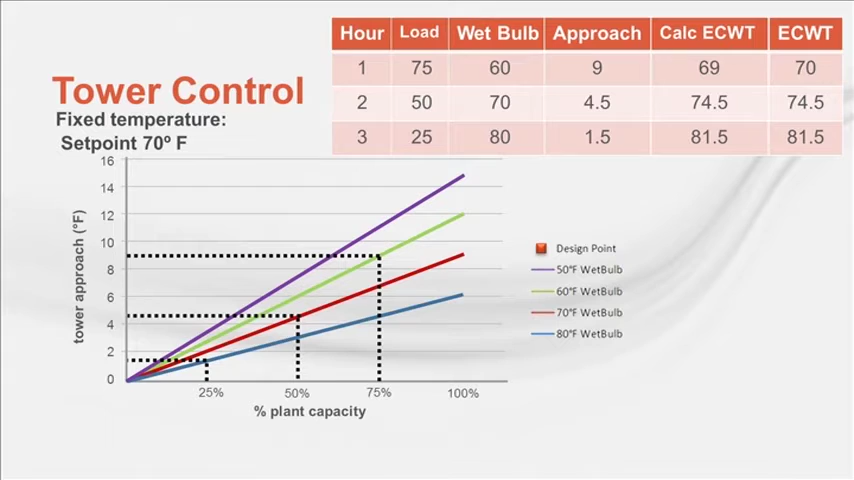 Hour Load Wet Bulb Approach Calc ECWT ECWT
1 75 60 9 69 70
2 50 70 4.5 74.5 74.5
3 25 80 1.5 81.5 81.5
Tower Control
Fixed temperature:
Setpoint 70º F
16
14
12
10
8
6
4
2
0
tower approach (°F)
25% 50% 75% 100%
% plant capacity
Design Point
50°F WetBulb
60°F WetBulb
70°F WetBulb
80°F WetBulb